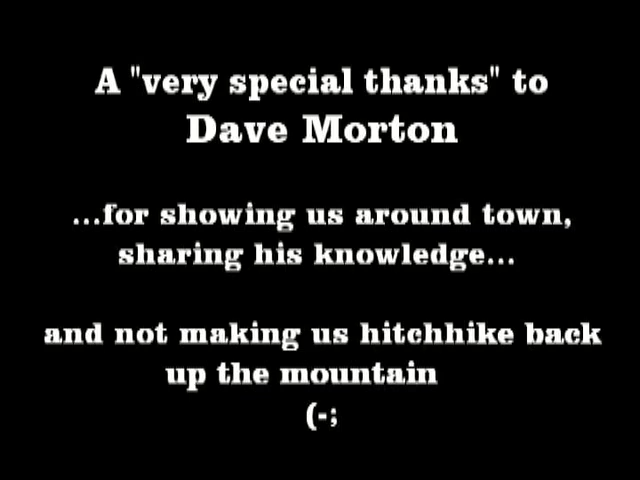 A "very special thanks" to
Dave Morton
...for showing us around town,
sharing his knowledge...
and not making us hitchhike back
up the mountain
(-;